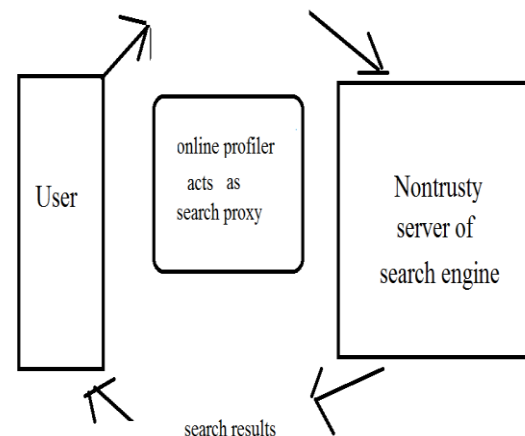 User
online profiler
acts as
search proxy
Nontrusty
server of
search engine
search results